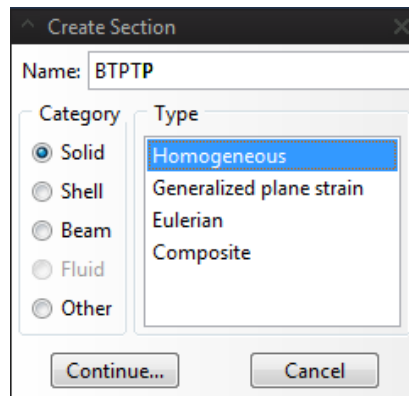 Create Section
Name: BTPTP
Category
Solid
Shell
Beam
Fluid
Other
Type
Homogeneous
Generalized plane strain
Eulerian
Composite
Continue... Cancel